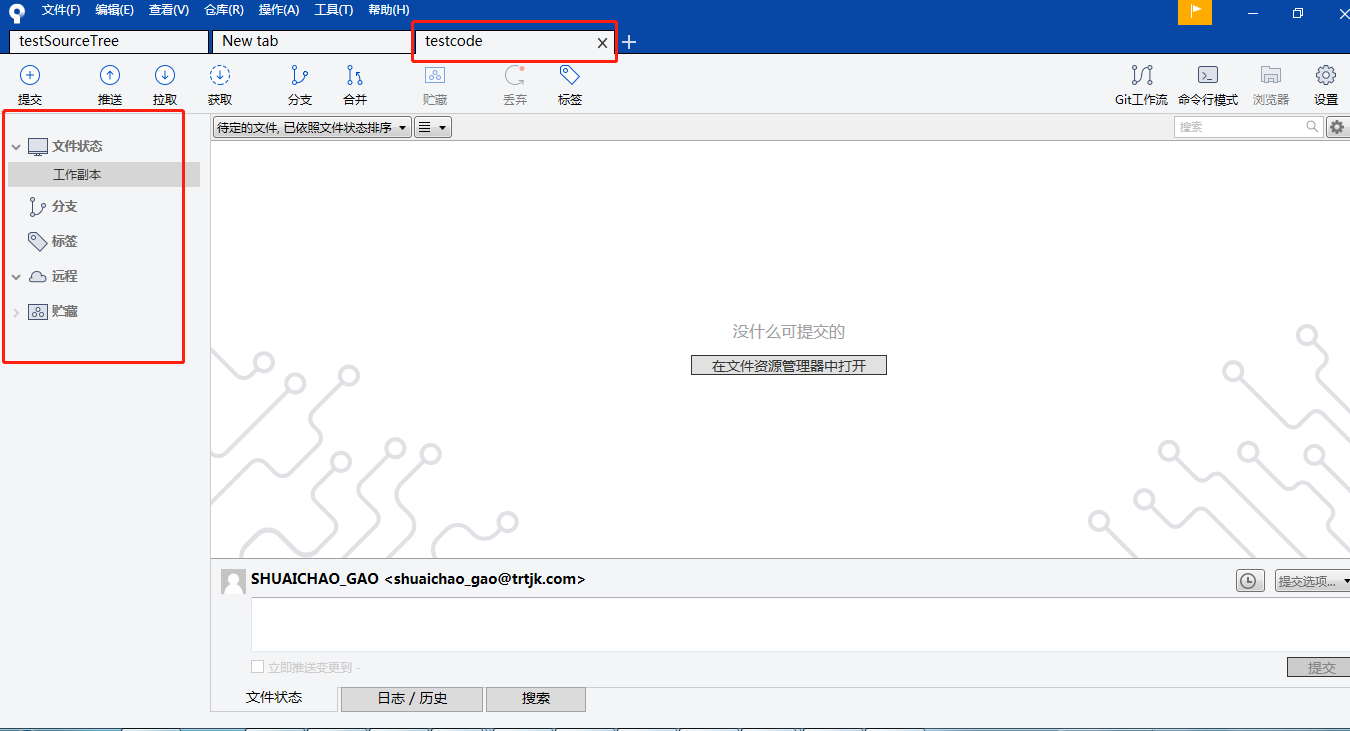 文件(F) 编辑(E) 查看(V) 仓库(R) 操作(A) 工具(T) 帮助(H)
testSourceTree New tab testcode
提交 推送 拉取 获取 分支 合并 贮藏 丢弃 标签 Git工作流 命令行模式 浏览器 设置
待定的文件, 已依照文件状态排序 搜索
文件状态
工作副本
分支
标签
远程
贮藏
没什么可提交的
在文件资源管理器中打开
SHUAICHAO_GAO <shuaichao_gao@trtjk.com> 提交选项...
立即推送变更到 -
提交
文件状态 日志 / 历史 搜索